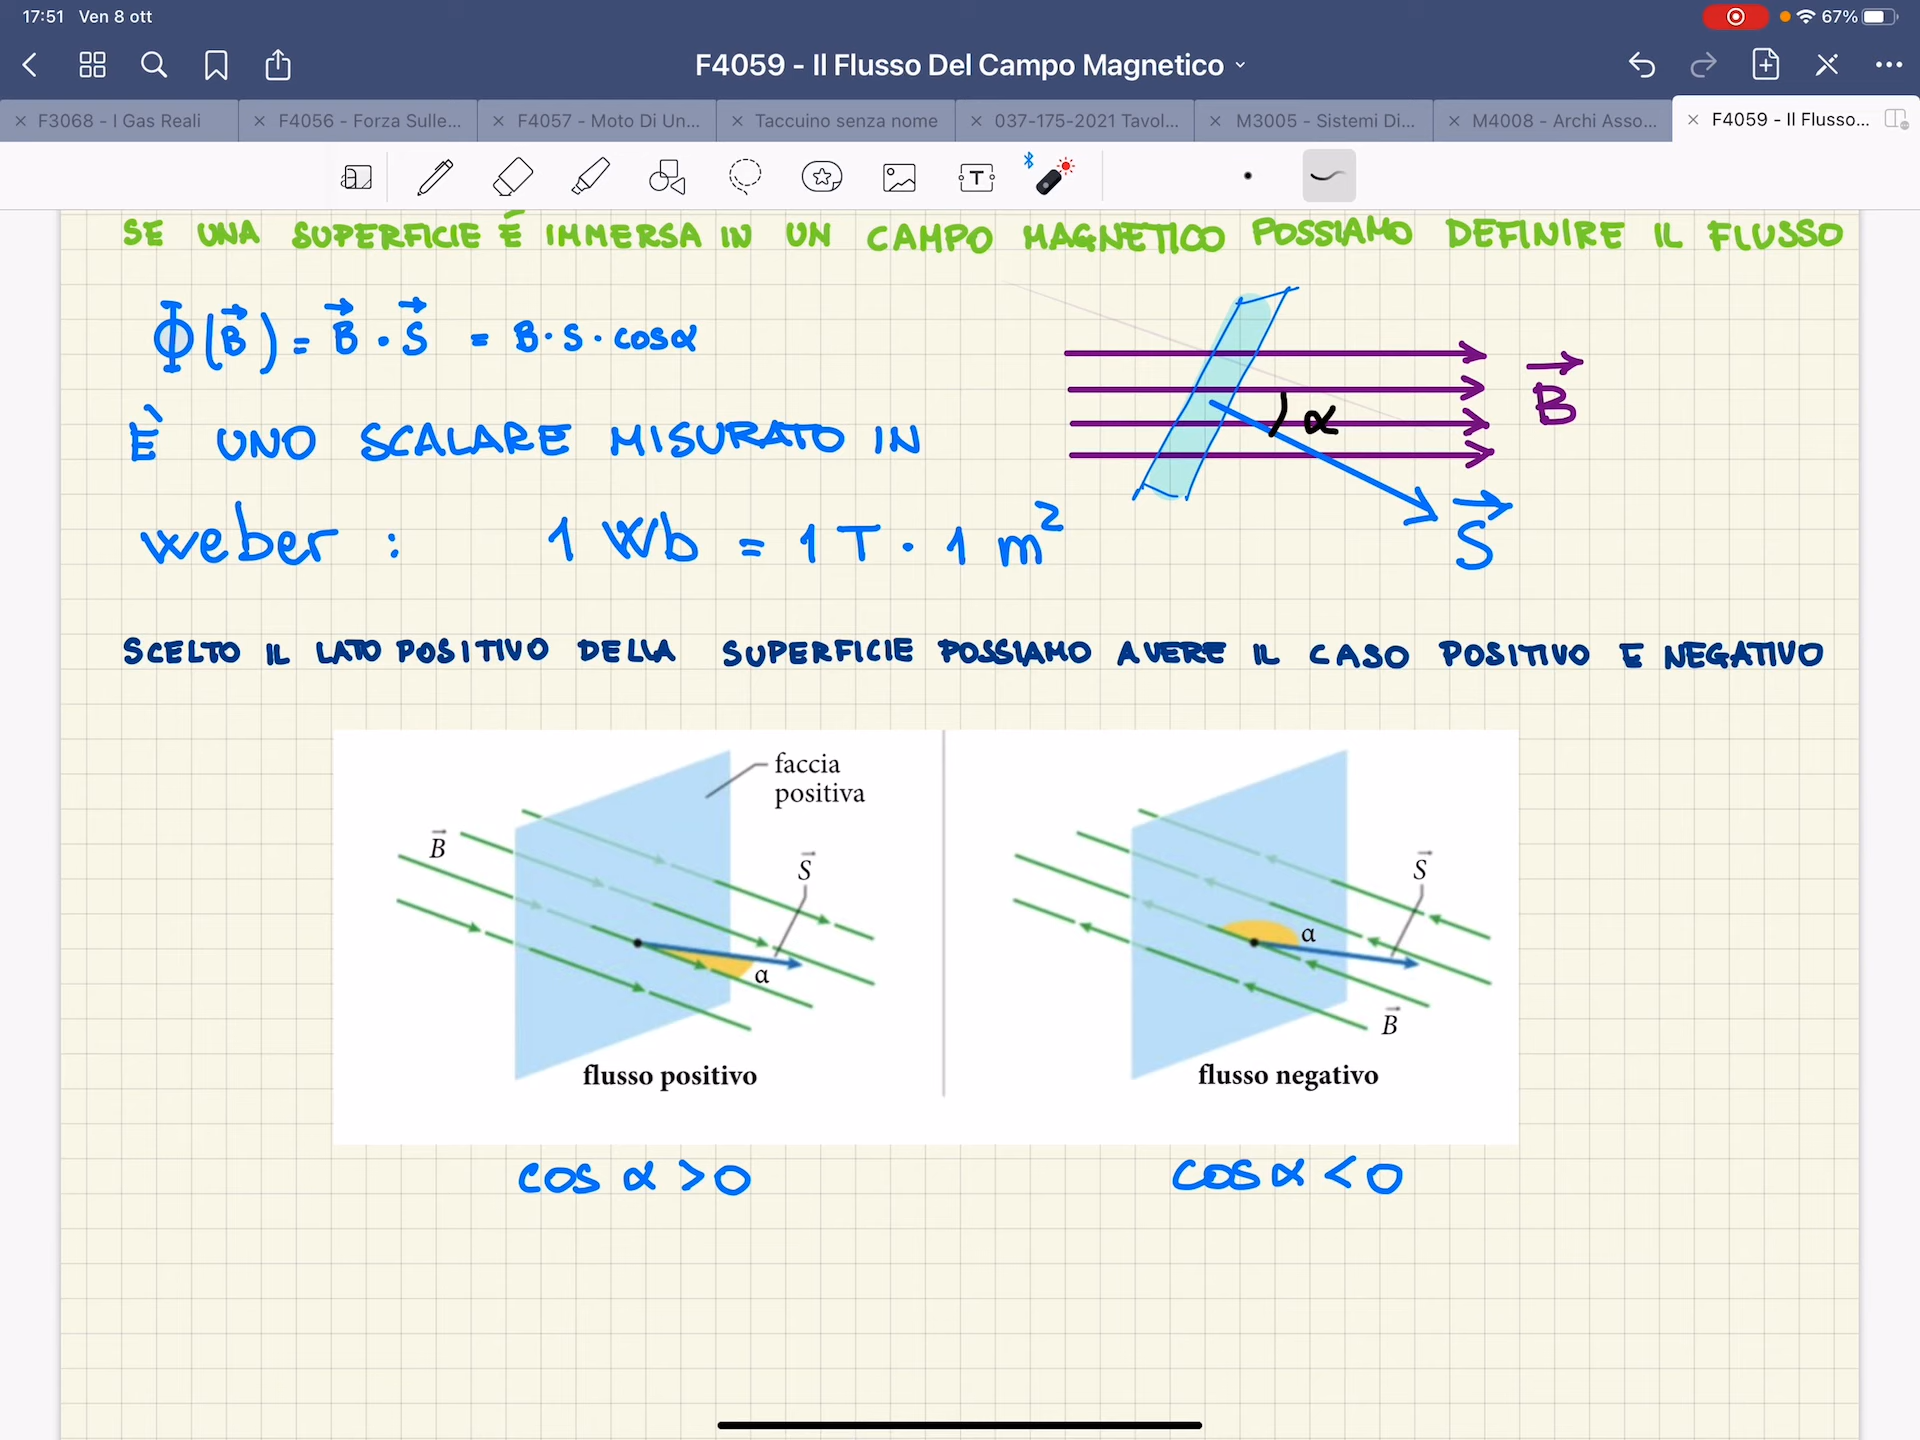 17:51 Ven 8 ott 67%
F4059 - Il Flusso Del Campo Magnetico
F3068 - I Gas Reali F4056 - Forza Sulle... F4057 - Moto Di Un... Taccuino senza nome 037-175-2021 Tavol... M3005 - Sistemi Di... M4008 - Archi Asso... F4059 - Il Flusso...
SE UNA SUPERFICIE È IMMERSA IN UN CAMPO MAGNETICO POSSIAMO DEFINIRE IL FLUSSO
Φ(B⃗) = B⃗ · S⃗ = B · S · cosα
α
B⃗
È UNO SCALARE MISURATO IN
weber : 1 Wb = 1 T · 1 m²
S⃗
SCELTO IL LATO POSITIVO DELLA SUPERFICIE POSSIAMO AVERE IL CASO POSITIVO E NEGATIVO
faccia
positiva
B⃗
S⃗
α
flusso positivo
S⃗
α
B⃗
flusso negativo
cos α > 0
cos α < 0